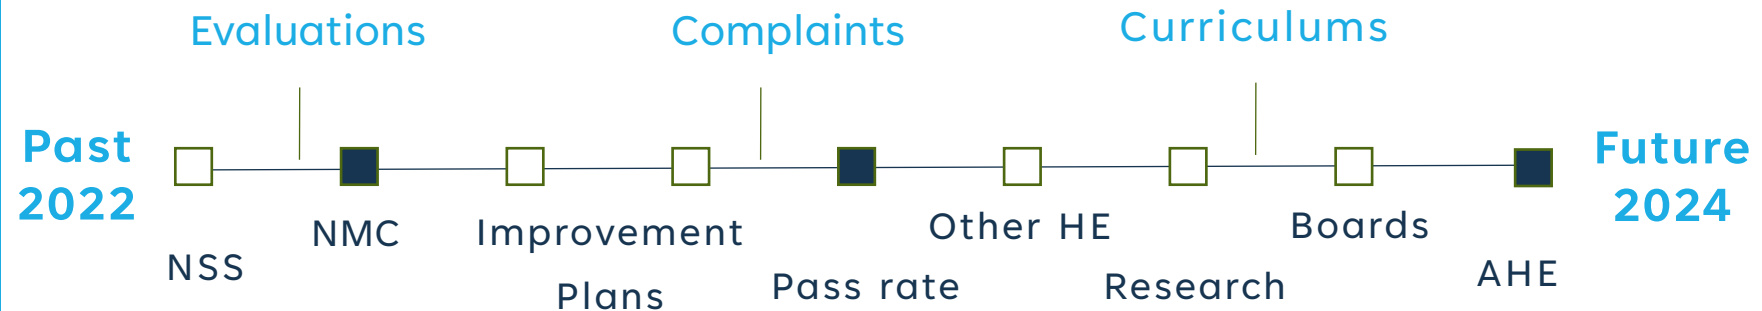 Evaluations
Complaints
Curriculums
Past
2022
Future
2024
NSS
NMC
Improvement
Plans
Pass rate
Other HE
Research
Boards
AHE